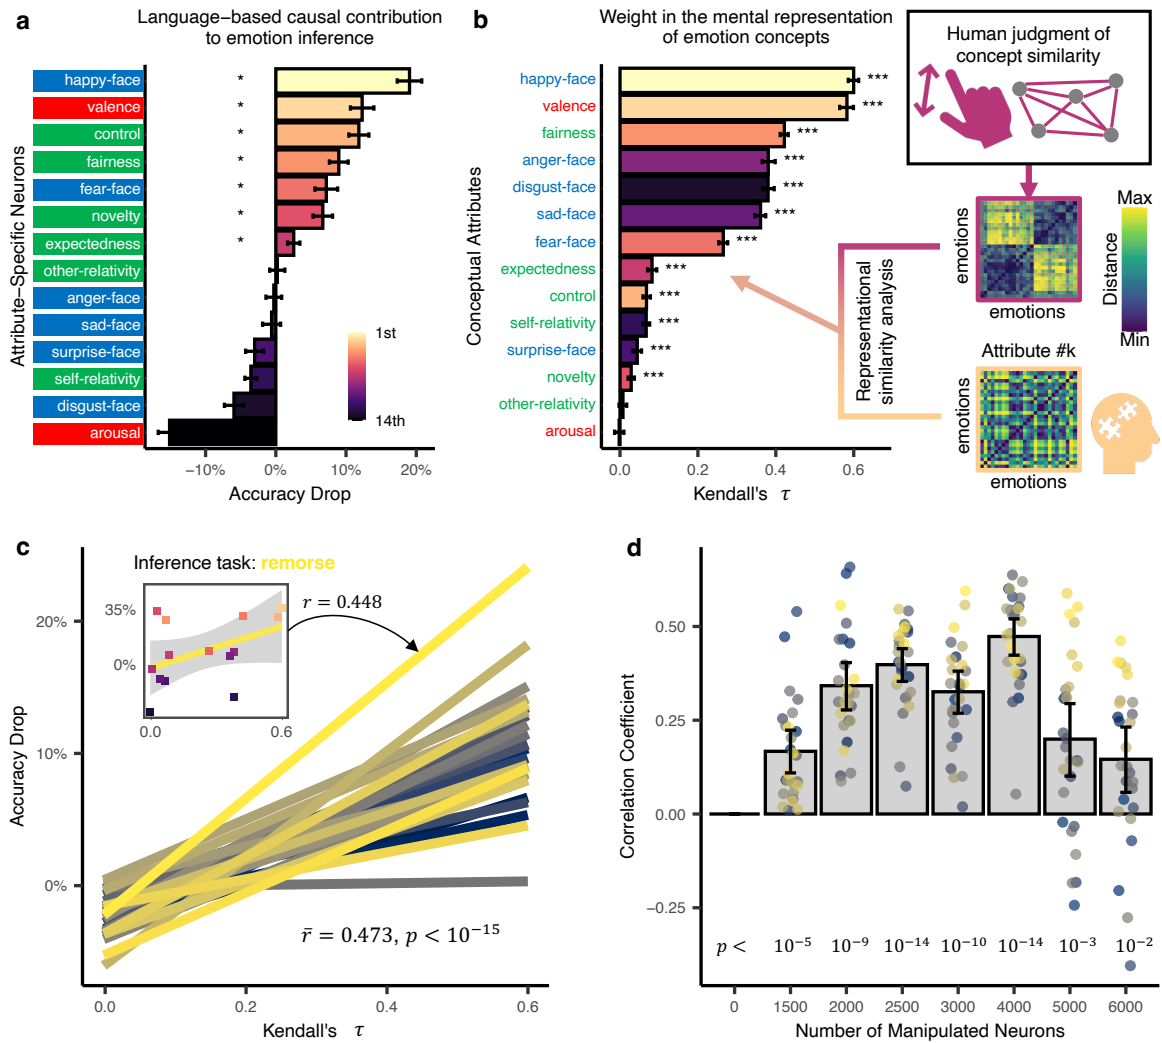 a
Language–based causal contribution
to emotion inference
Attribute–Specific Neurons
happy-face
valence
control
fairness
fear-face
novelty
expectedness
other-relativity
anger-face
sad-face
surprise-face
self-relativity
disgust-face
arousal
*
*
*
*
*
*
*
1st
14th
−10%
0%
10%
20%
Accuracy Drop
b
Weight in the mental representation
of emotion concepts
Conceptual Attributes
happy-face
valence
fairness
anger-face
disgust-face
sad-face
fear-face
expectedness
control
self-relativity
surprise-face
novelty
other-relativity
arousal
***
***
***
***
***
***
***
***
***
***
***
***
0.0
0.2
0.4
0.6
Kendall's τ
Human judgment of
concept similarity
emotions
emotions
Max
Distance
Min
Representational
similarity analysis
Attribute #k
emotions
emotions
c
Inference task: remorse
35%
0%
0.0
0.6
r = 0.448
Accuracy Drop
20%
10%
0%
r̄ = 0.473, p < 10⁻¹⁵
0.0
0.2
0.4
0.6
Kendall's τ
d
Correlation Coefficient
0.50
0.25
0.00
−0.25
p < 10⁻⁵ 10⁻⁹ 10⁻¹⁴ 10⁻¹⁰ 10⁻¹⁴ 10⁻³ 10⁻²
0 1500 2000 2500 3000 4000 5000 6000
Number of Manipulated Neurons